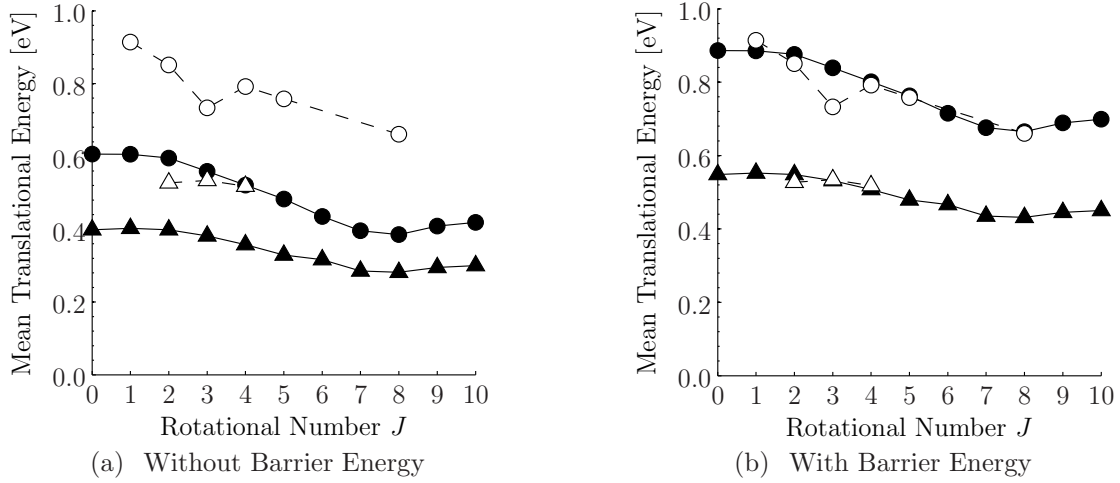 Mean Translational Energy [eV]
1.0
0.8
0.6
0.4
0.2
0.0
0 1 2 3 4 5 6 7 8 9 10
Rotational Number J
(a) Without Barrier Energy
Mean Translational Energy [eV]
1.0
0.8
0.6
0.4
0.2
0.0
0 1 2 3 4 5 6 7 8 9 10
Rotational Number J
(b) With Barrier Energy